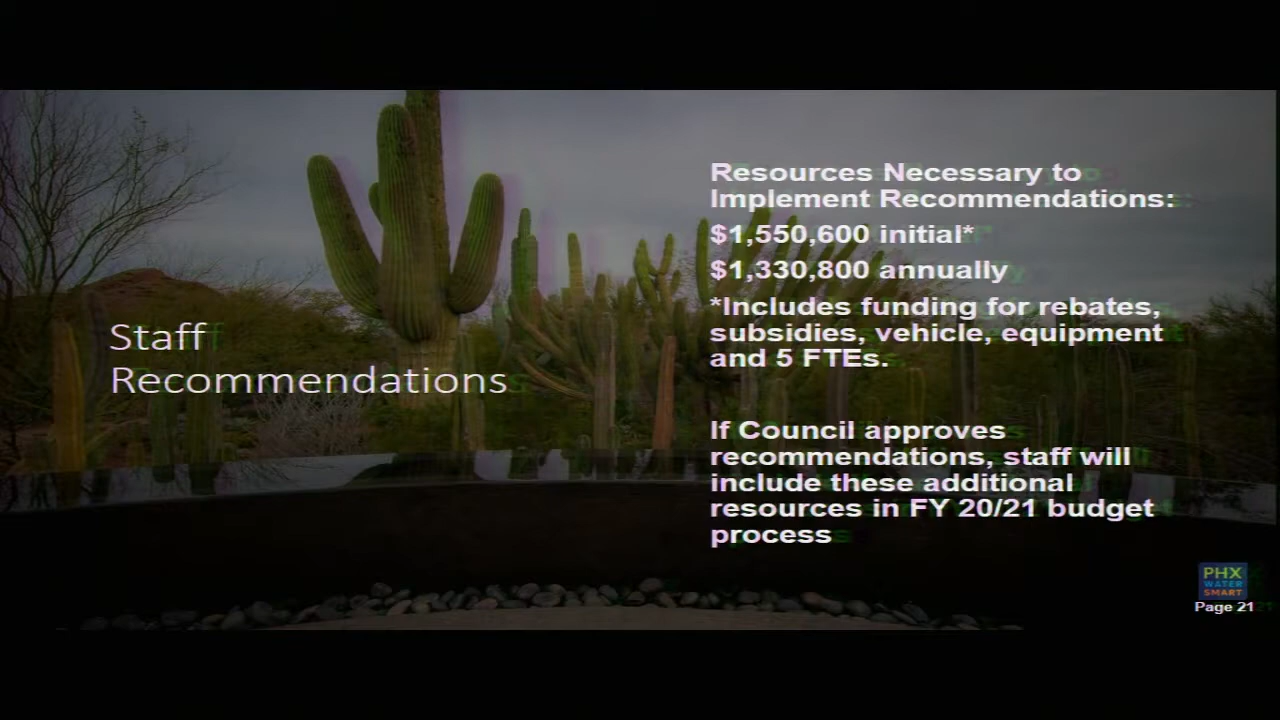 Staff
Recommendations
Resources Necessary to
Implement Recommendations:
$1,550,600 initial*
$1,330,800 annually
*Includes funding for rebates,
subsidies, vehicle, equipment
and 5 FTEs.
If Council approves
recommendations, staff will
include these additional
resources in FY 20/21 budget
process
PHX
WATER
SMART
Page 21